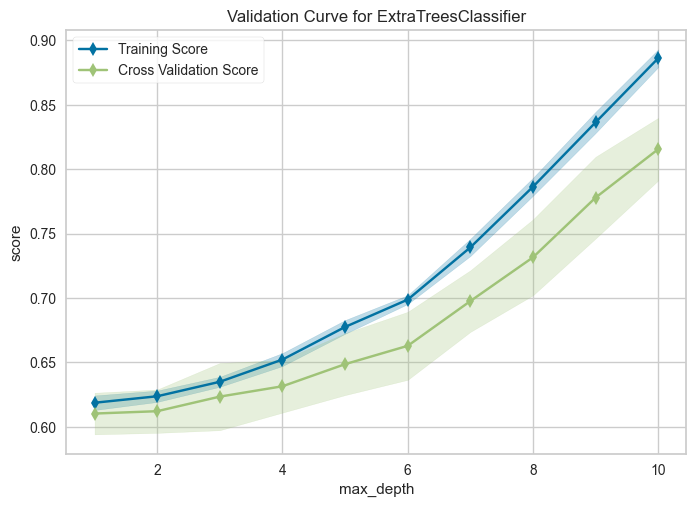 Validation Curve for ExtraTreesClassifier
Training Score
Cross Validation Score
0.90
0.85
0.80
0.75
0.70
0.65
0.60
score
2 4 6 8 10
max_depth